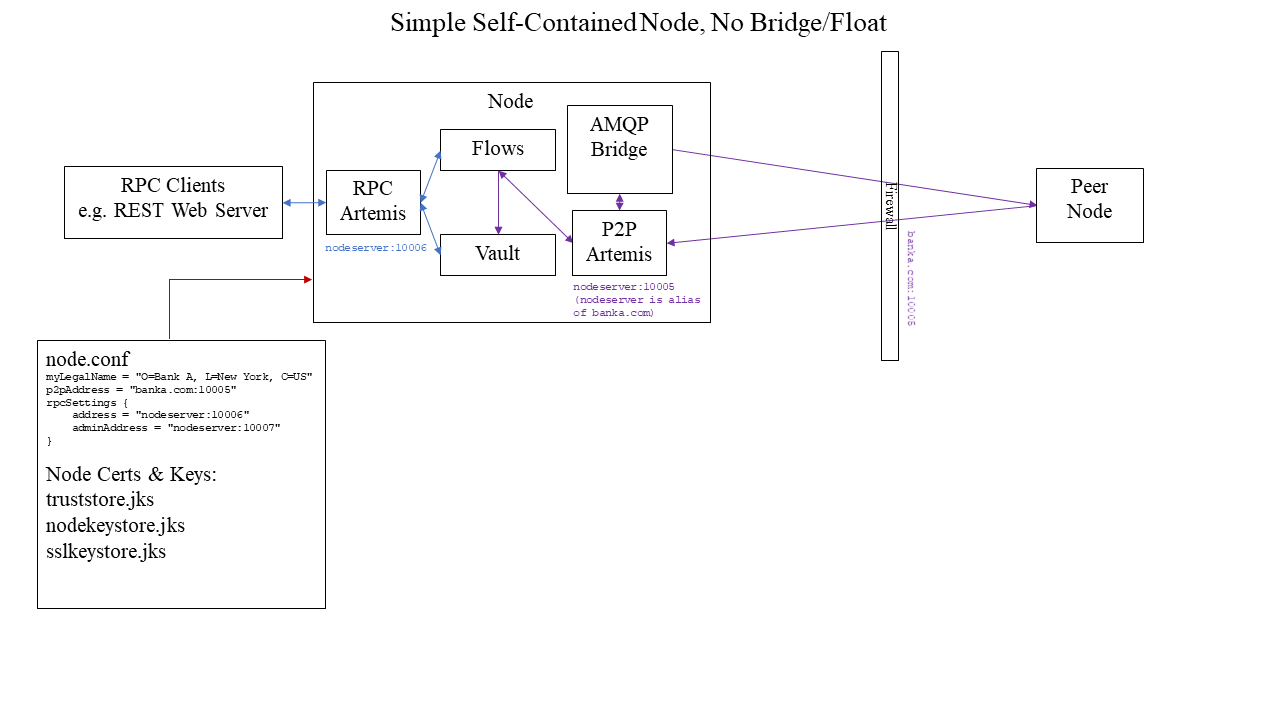 Simple Self-Contained Node, No Bridge/Float
Node
AMQP
Bridge
Flows
RPC Clients
e.g. REST Web Server
RPC
Artemis
nodeserver:10006
Vault
P2P
Artemis
nodeserver:10005
(nodeserver is alias
of banka.com)
Firewall
banka.com:10005
Peer
Node
node.conf
myLegalName = "O=Bank A, L=New York, C=US"
p2pAddress = "banka.com:10005"
rpcSettings {
    address = "nodeserver:10006"
    adminAddress = "nodeserver:10007"
}
Node Certs & Keys:
truststore.jks
nodekeystore.jks
sslkeystore.jks